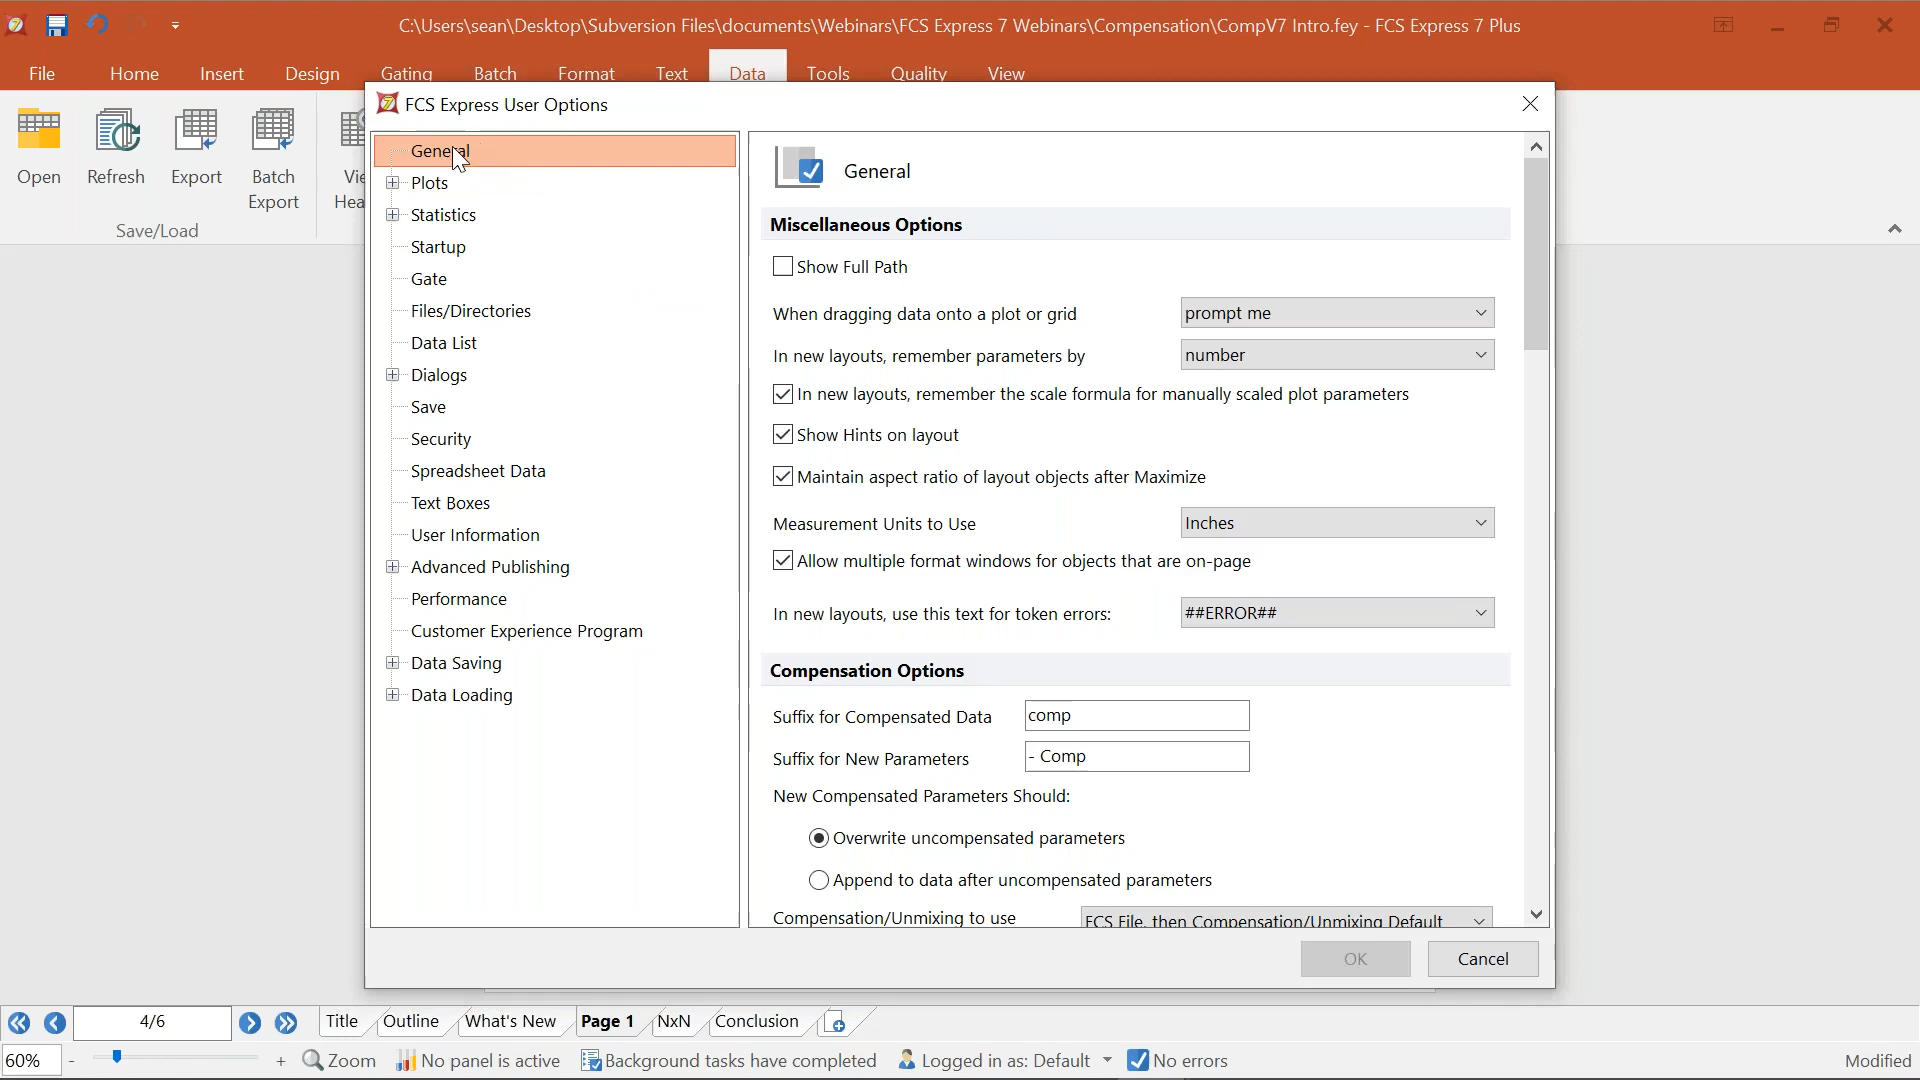 C:\Users\sean\Desktop\Subversion Files\documents\Webinars\FCS Express 7 Webinars\Compensation\CompV7 Intro.fey - FCS Express 7 Plus
File Home Insert Design Gating Batch Format Text Data Tools Quality View
FCS Express User Options
Open Refresh Export Batch Export
Save/Load
General
Plots
Statistics
Startup
Gate
Files/Directories
Data List
Dialogs
Save
Security
Spreadsheet Data
Text Boxes
User Information
Advanced Publishing
Performance
Customer Experience Program
Data Saving
Data Loading
General
Miscellaneous Options
Show Full Path
When dragging data onto a plot or grid prompt me
In new layouts, remember parameters by number
In new layouts, remember the scale formula for manually scaled plot parameters
Show Hints on layout
Maintain aspect ratio of layout objects after Maximize
Measurement Units to Use Inches
Allow multiple format windows for objects that are on-page
In new layouts, use this text for token errors: ##ERROR##
Compensation Options
Suffix for Compensated Data comp
Suffix for New Parameters - Comp
New Compensated Parameters Should:
Overwrite uncompensated parameters
Append to data after uncompensated parameters
Compensation/Unmixing to use FCS File, then Compensation/Unmixing Default
OK Cancel
4/6 Title Outline What's New Page 1 NxN Conclusion
60% - + Zoom No panel is active Background tasks have completed Logged in as: Default No errors Modified